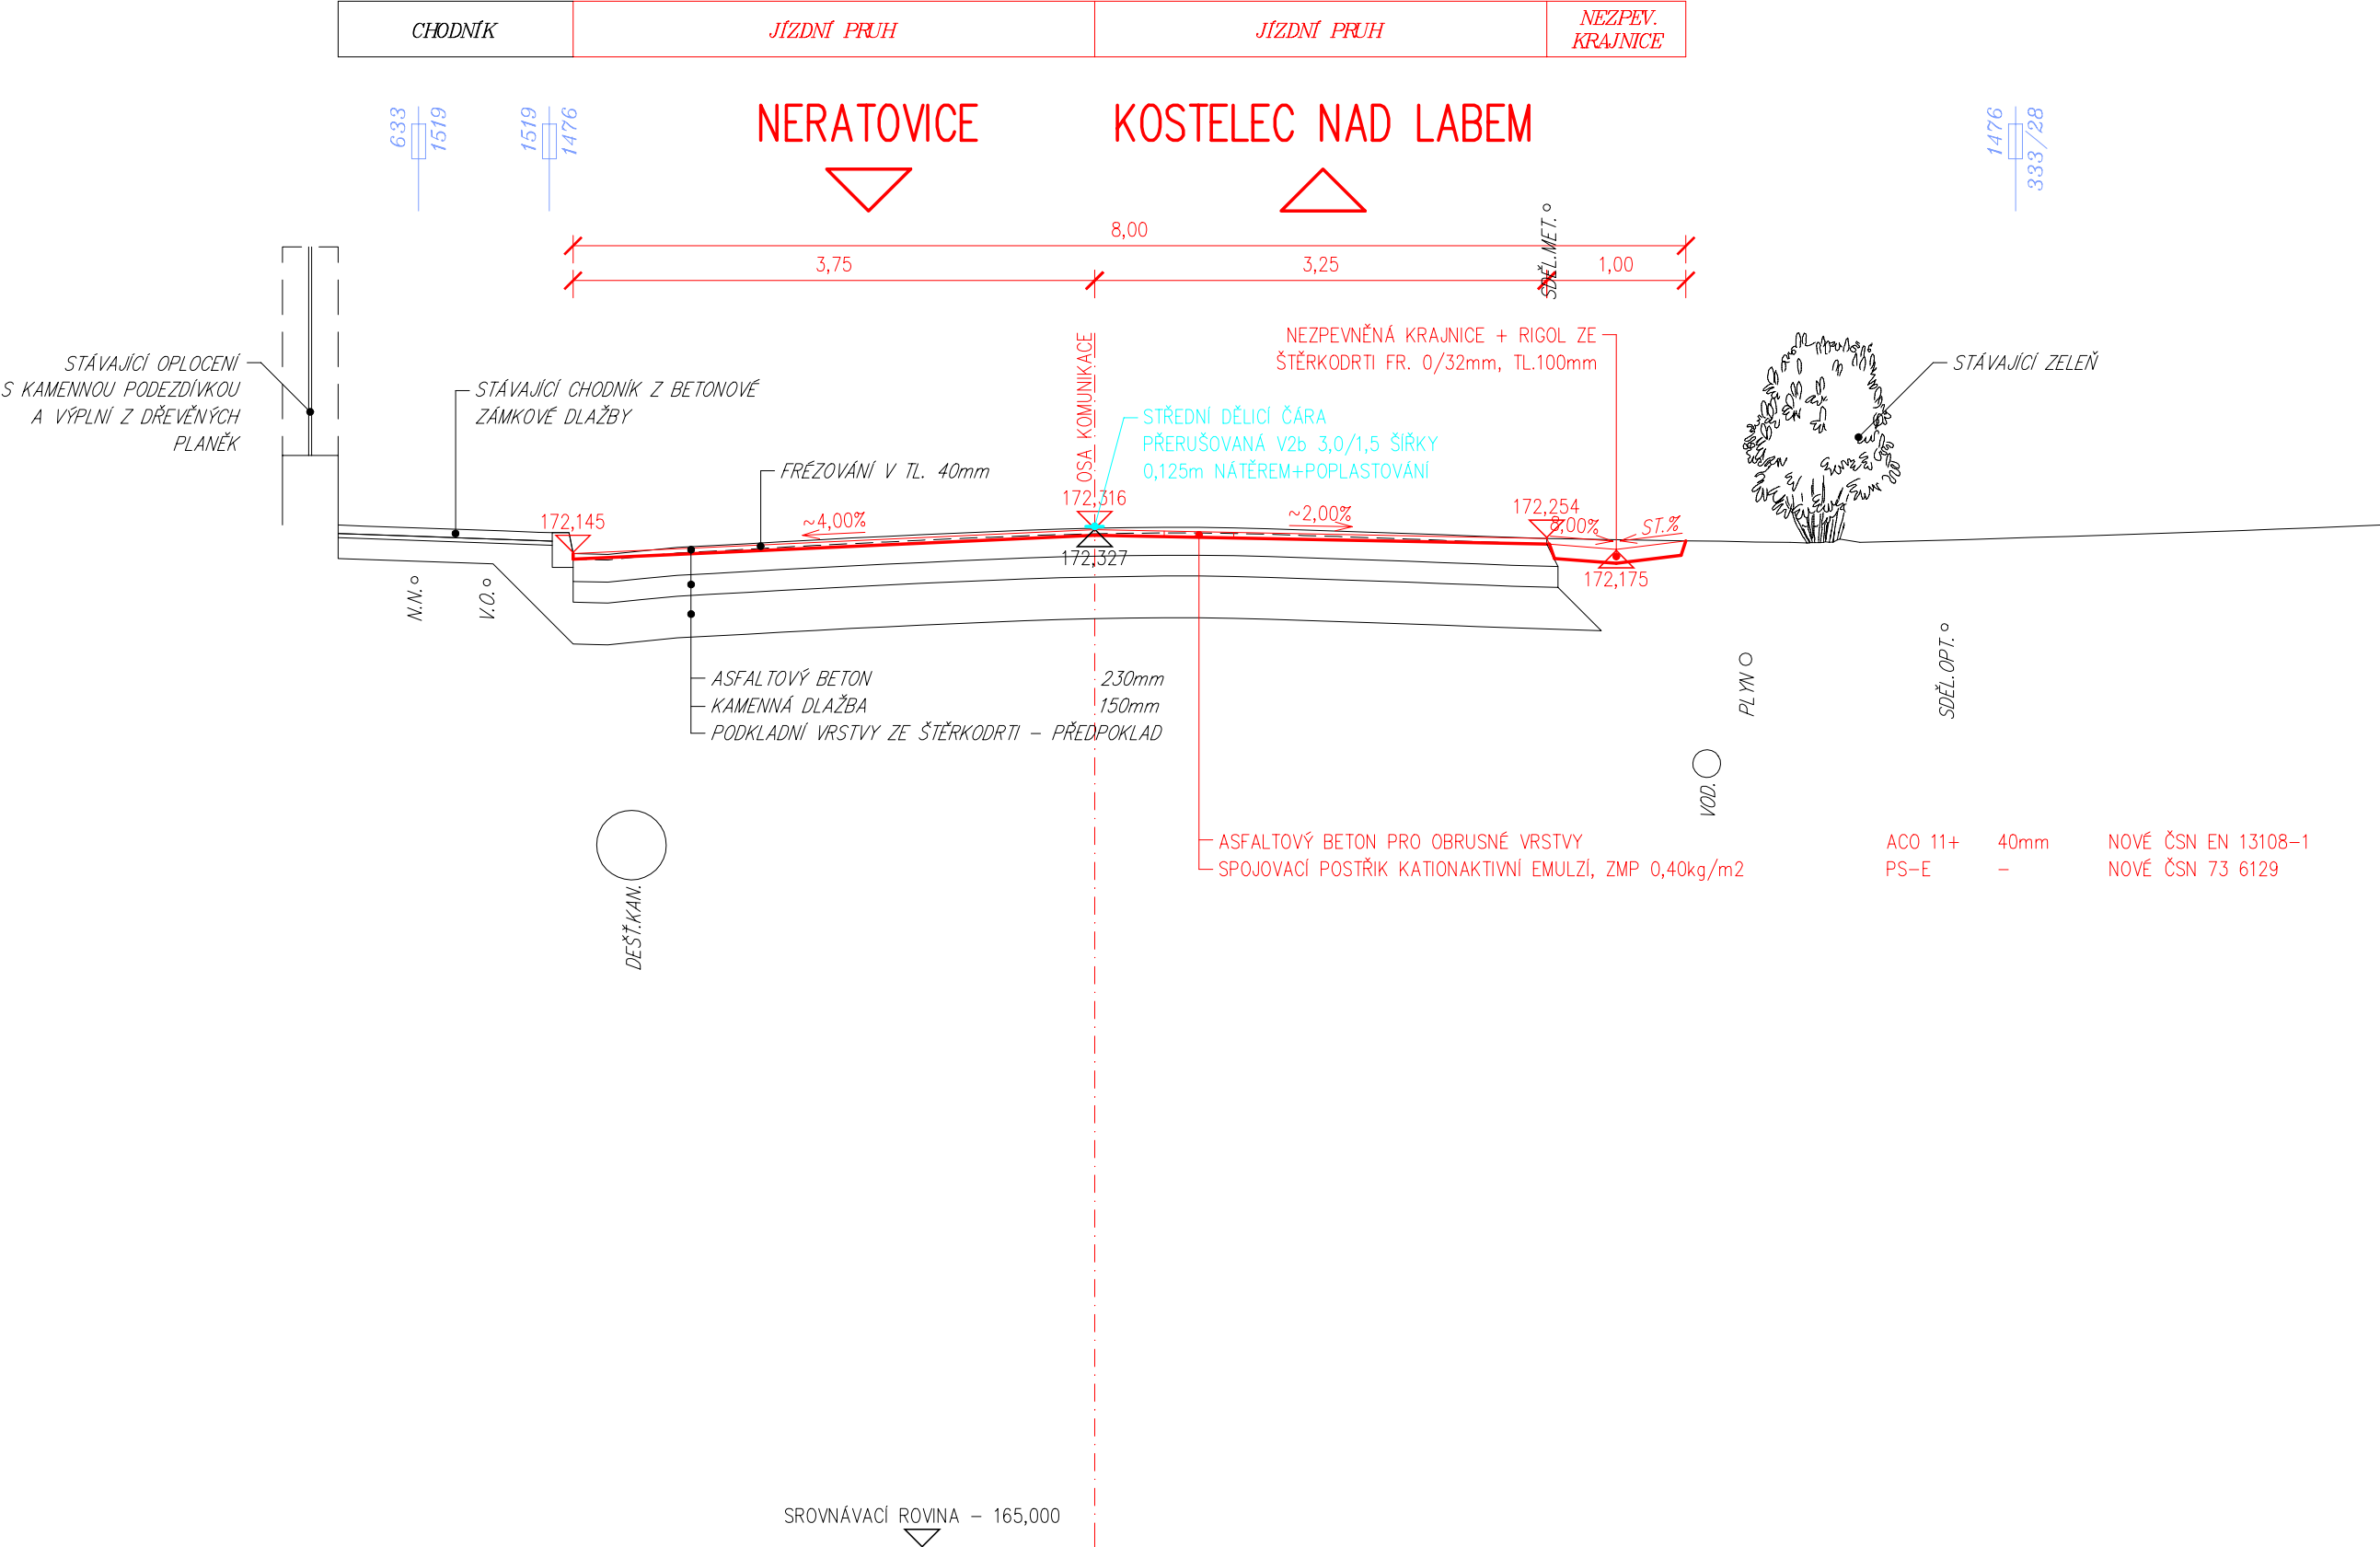 CHODNÍK
JÍZDNÍ PRUH
JÍZDNÍ PRUH
NEZPEV.
KRAJNICE
633
1519
1519
1476
NERATOVICE
KOSTELEC NAD LABEM
1476
333/28
8,00
3,75
3,25
1,00
SDĚL.MET.
STÁVAJÍCÍ OPLOCENÍ
S KAMENNOU PODEZDÍVKOU
A VÝPLNÍ Z DŘEVĚNÝCH
PLANĚK
STÁVAJÍCÍ CHODNÍK Z BETONOVÉ
ZÁMKOVÉ DLAŽBY
FRÉZOVÁNÍ V TL. 40mm
OSA KOMUNIKACE
NEZPEVNĚNÁ KRAJNICE + RIGOL ZE
ŠTĚRKODRTI FR. 0/32mm, TL.100mm
STŘEDNÍ DĚLICÍ ČÁRA
PŘERUŠOVANÁ V2b 3,0/1,5 ŠÍŘKY
0,125m NÁTĚREM+POPLASTOVÁNÍ
STÁVAJÍCÍ ZELEŇ
172,145
~4,00%
172,316
172,327
~2,00%
172,254
8,00%
ST.%
172,175
N.N.
V.O.
ASFALTOVÝ BETON 230mm
KAMENNÁ DLAŽBA 150mm
PODKLADNÍ VRSTVY ZE ŠTĚRKODRTI - PŘEDPOKLAD
PLYN
SDĚL.OPT.
VOD.
DEŠŤ.KAN.
ASFALTOVÝ BETON PRO OBRUSNÉ VRSTVY ACO 11+ 40mm NOVÉ ČSN EN 13108-1
SPOJOVACÍ POSTŘIK KATIONAKTIVNÍ EMULZÍ, ZMP 0,40kg/m2 PS-E - NOVÉ ČSN 73 6129
SROVNÁVACÍ ROVINA - 165,000